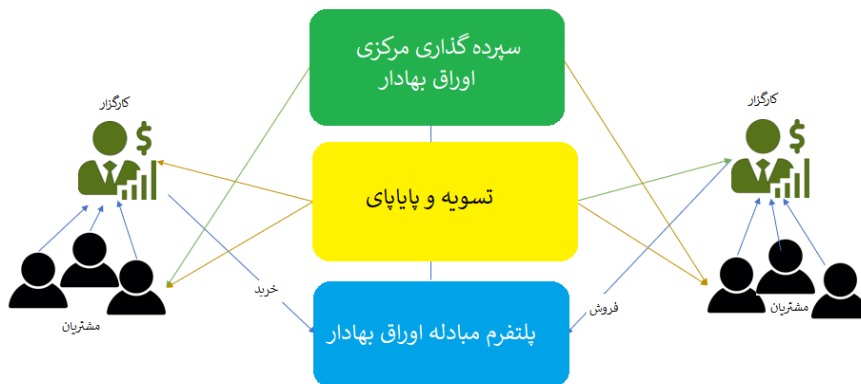 سپرده گذاری مرکزی
اوراق بهادار
کارگزار
کارگزار
تسویه و پایاپای
خرید
فروش
مشتریان
مشتریان
پلتفرم مبادله اوراق بهادار